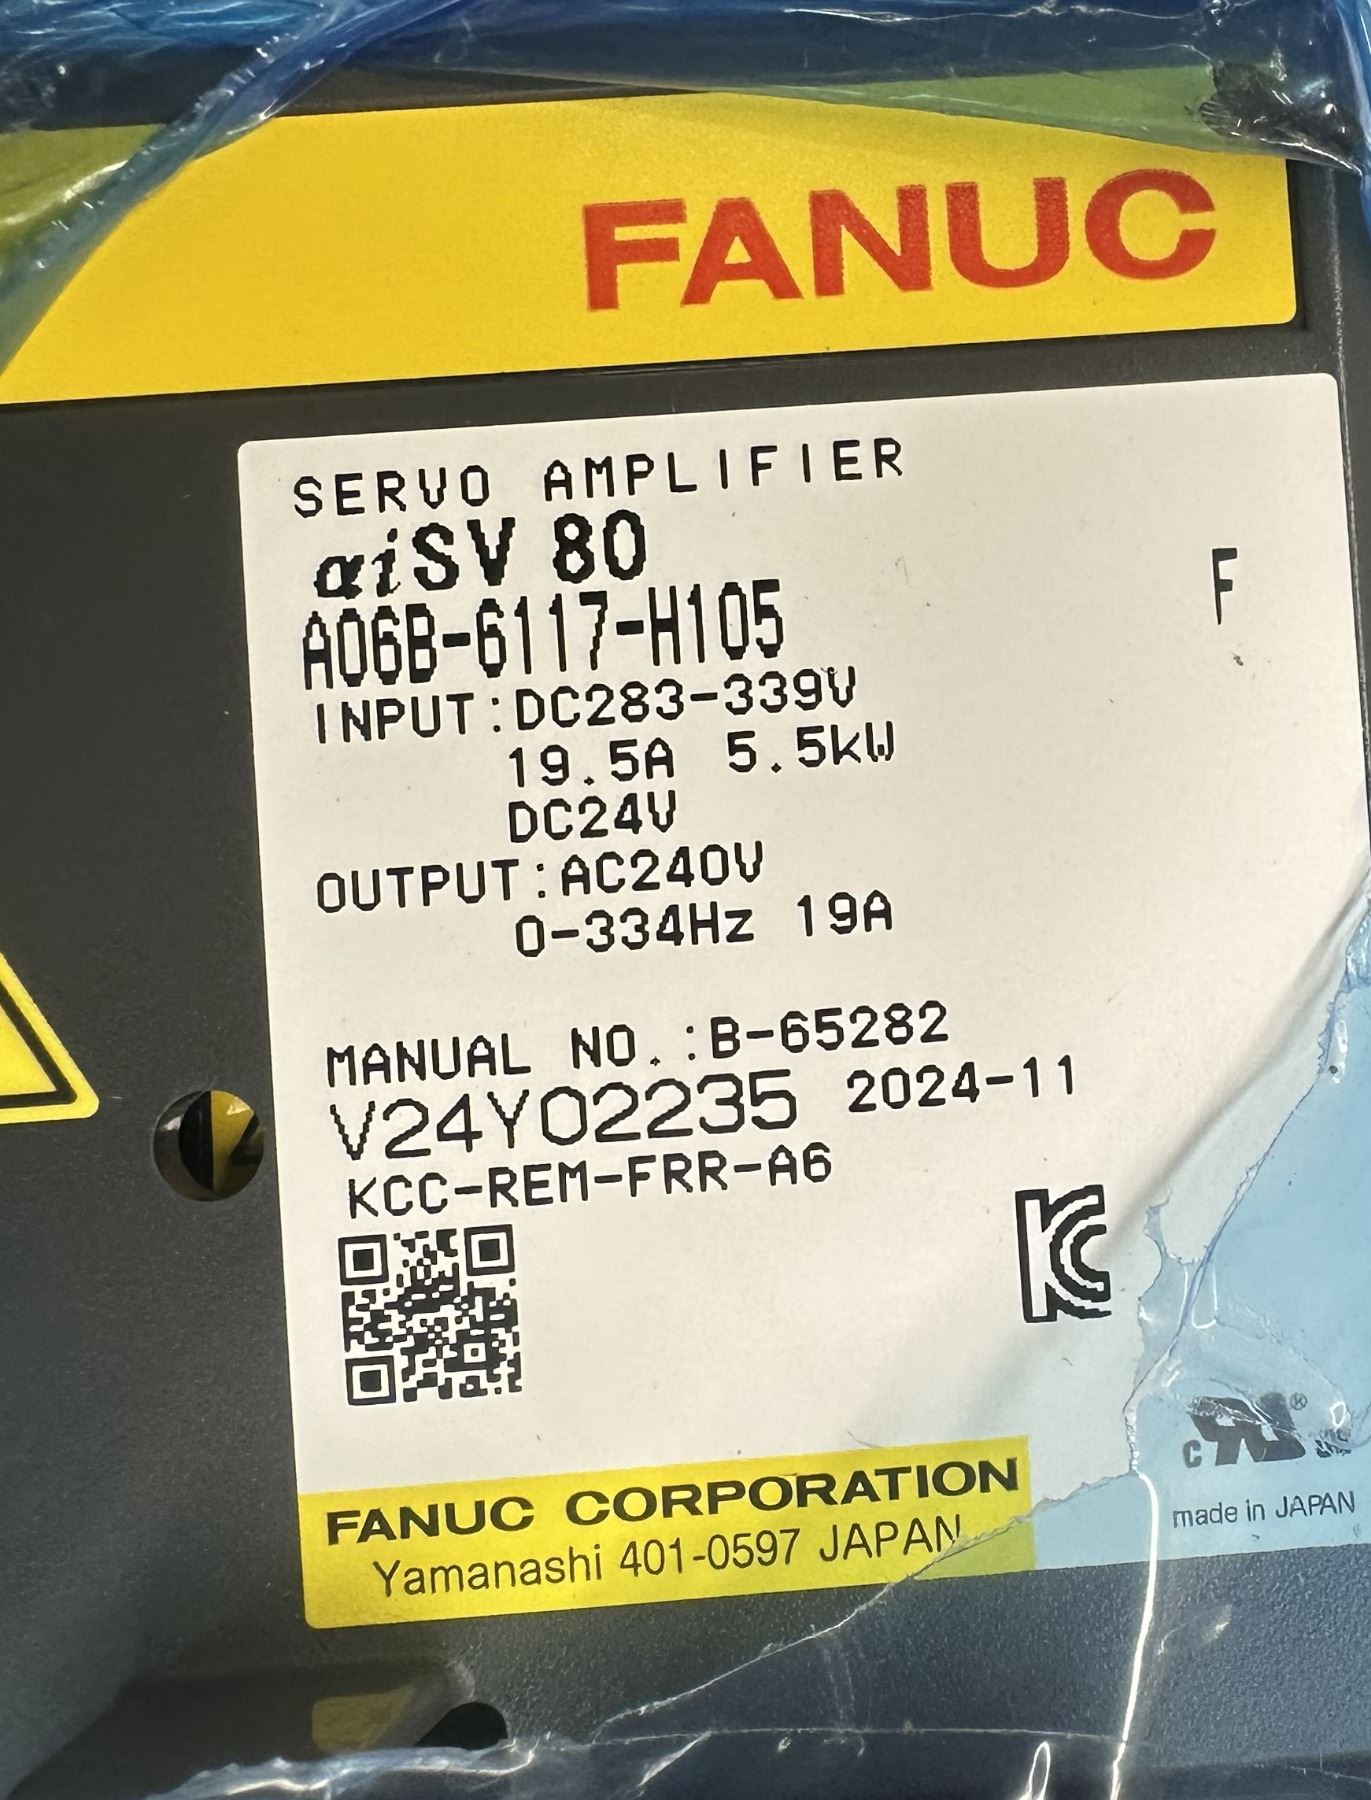 FANUC
SERVO AMPLIFIER
αiSV 80
A06B-6117-H105
F
INPUT:DC283-339V
19.5A 5.5kW
DC24V
OUTPUT:AC240V
0-334Hz 19A
MANUAL NO.:B-65282
V24Y02235 2024-11
KCC-REM-FRR-A6
FANUC CORPORATION
Yamanashi 401-0597 JAPAN
made in JAPAN